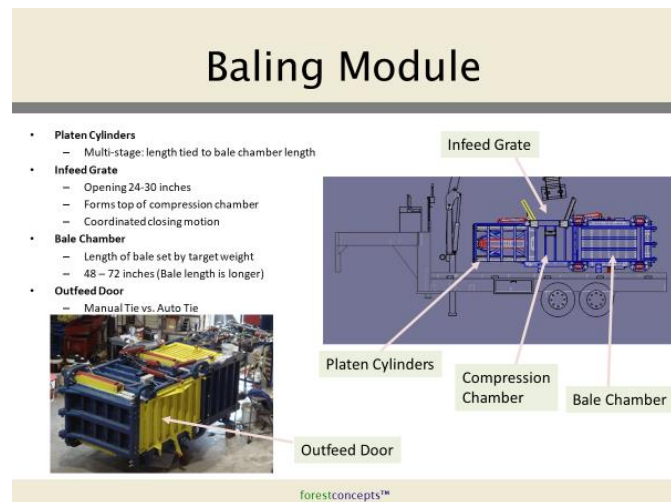 Baling Module
• Platen Cylinders
– Multi-stage: length tied to bale chamber length
• Infeed Grate
– Opening 24-30 inches
– Forms top of compression chamber
– Coordinated closing motion
• Bale Chamber
– Length of bale set by target weight
– 48 – 72 inches (Bale length is longer)
• Outfeed Door
– Manual Tie vs. Auto Tie
Infeed Grate
Platen Cylinders
Compression
Chamber
Bale Chamber
Outfeed Door
forestconcepts™